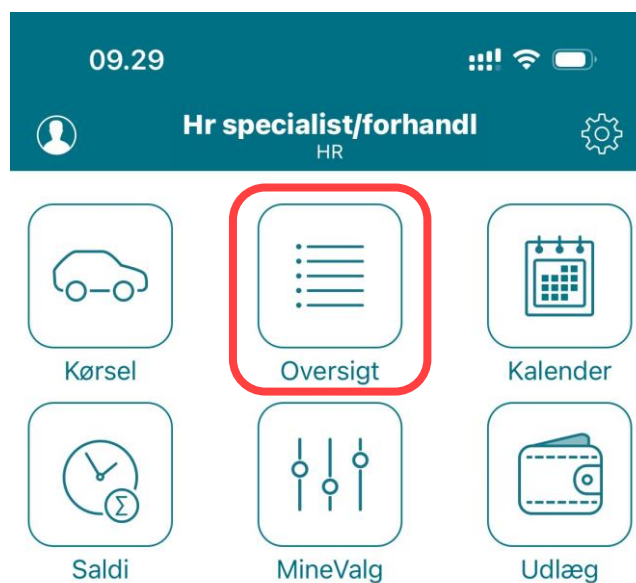 09.29
Hr specialist/forhandl
HR
Kørsel Oversigt Kalender
Σ
Saldi MineValg Udlæg